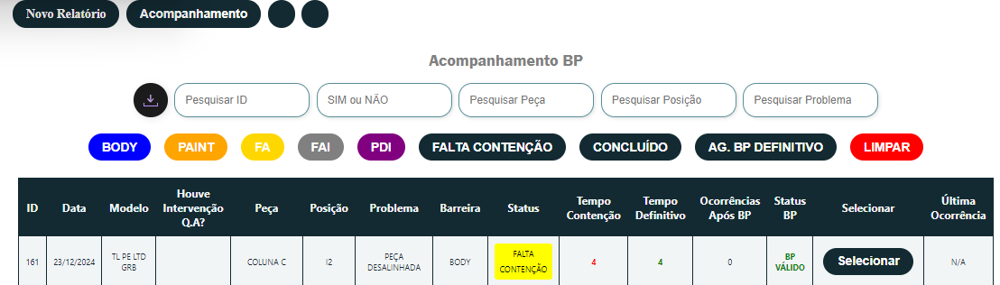 Novo Relatório Acompanhamento
Acompanhamento BP
Pesquisar ID SIM ou NÃO Pesquisar Peça Pesquisar Posição Pesquisar Problema
BODY PAINT FA FAI PDI FALTA CONTENÇÃO CONCLUÍDO AG. BP DEFINITIVO LIMPAR
ID Data Modelo Houve Intervenção Q.A? Peça Posição Problema Barreira Status Tempo Contenção Tempo Definitivo Ocorrências Após BP Status BP Selecionar Última Ocorrência
161 23/12/2024 TL PE LTD GRB COLUNA C I2 PEÇA DESALINHADA BODY FALTA CONTENÇÃO 4 4 0 BP VÁLIDO Selecionar N/A